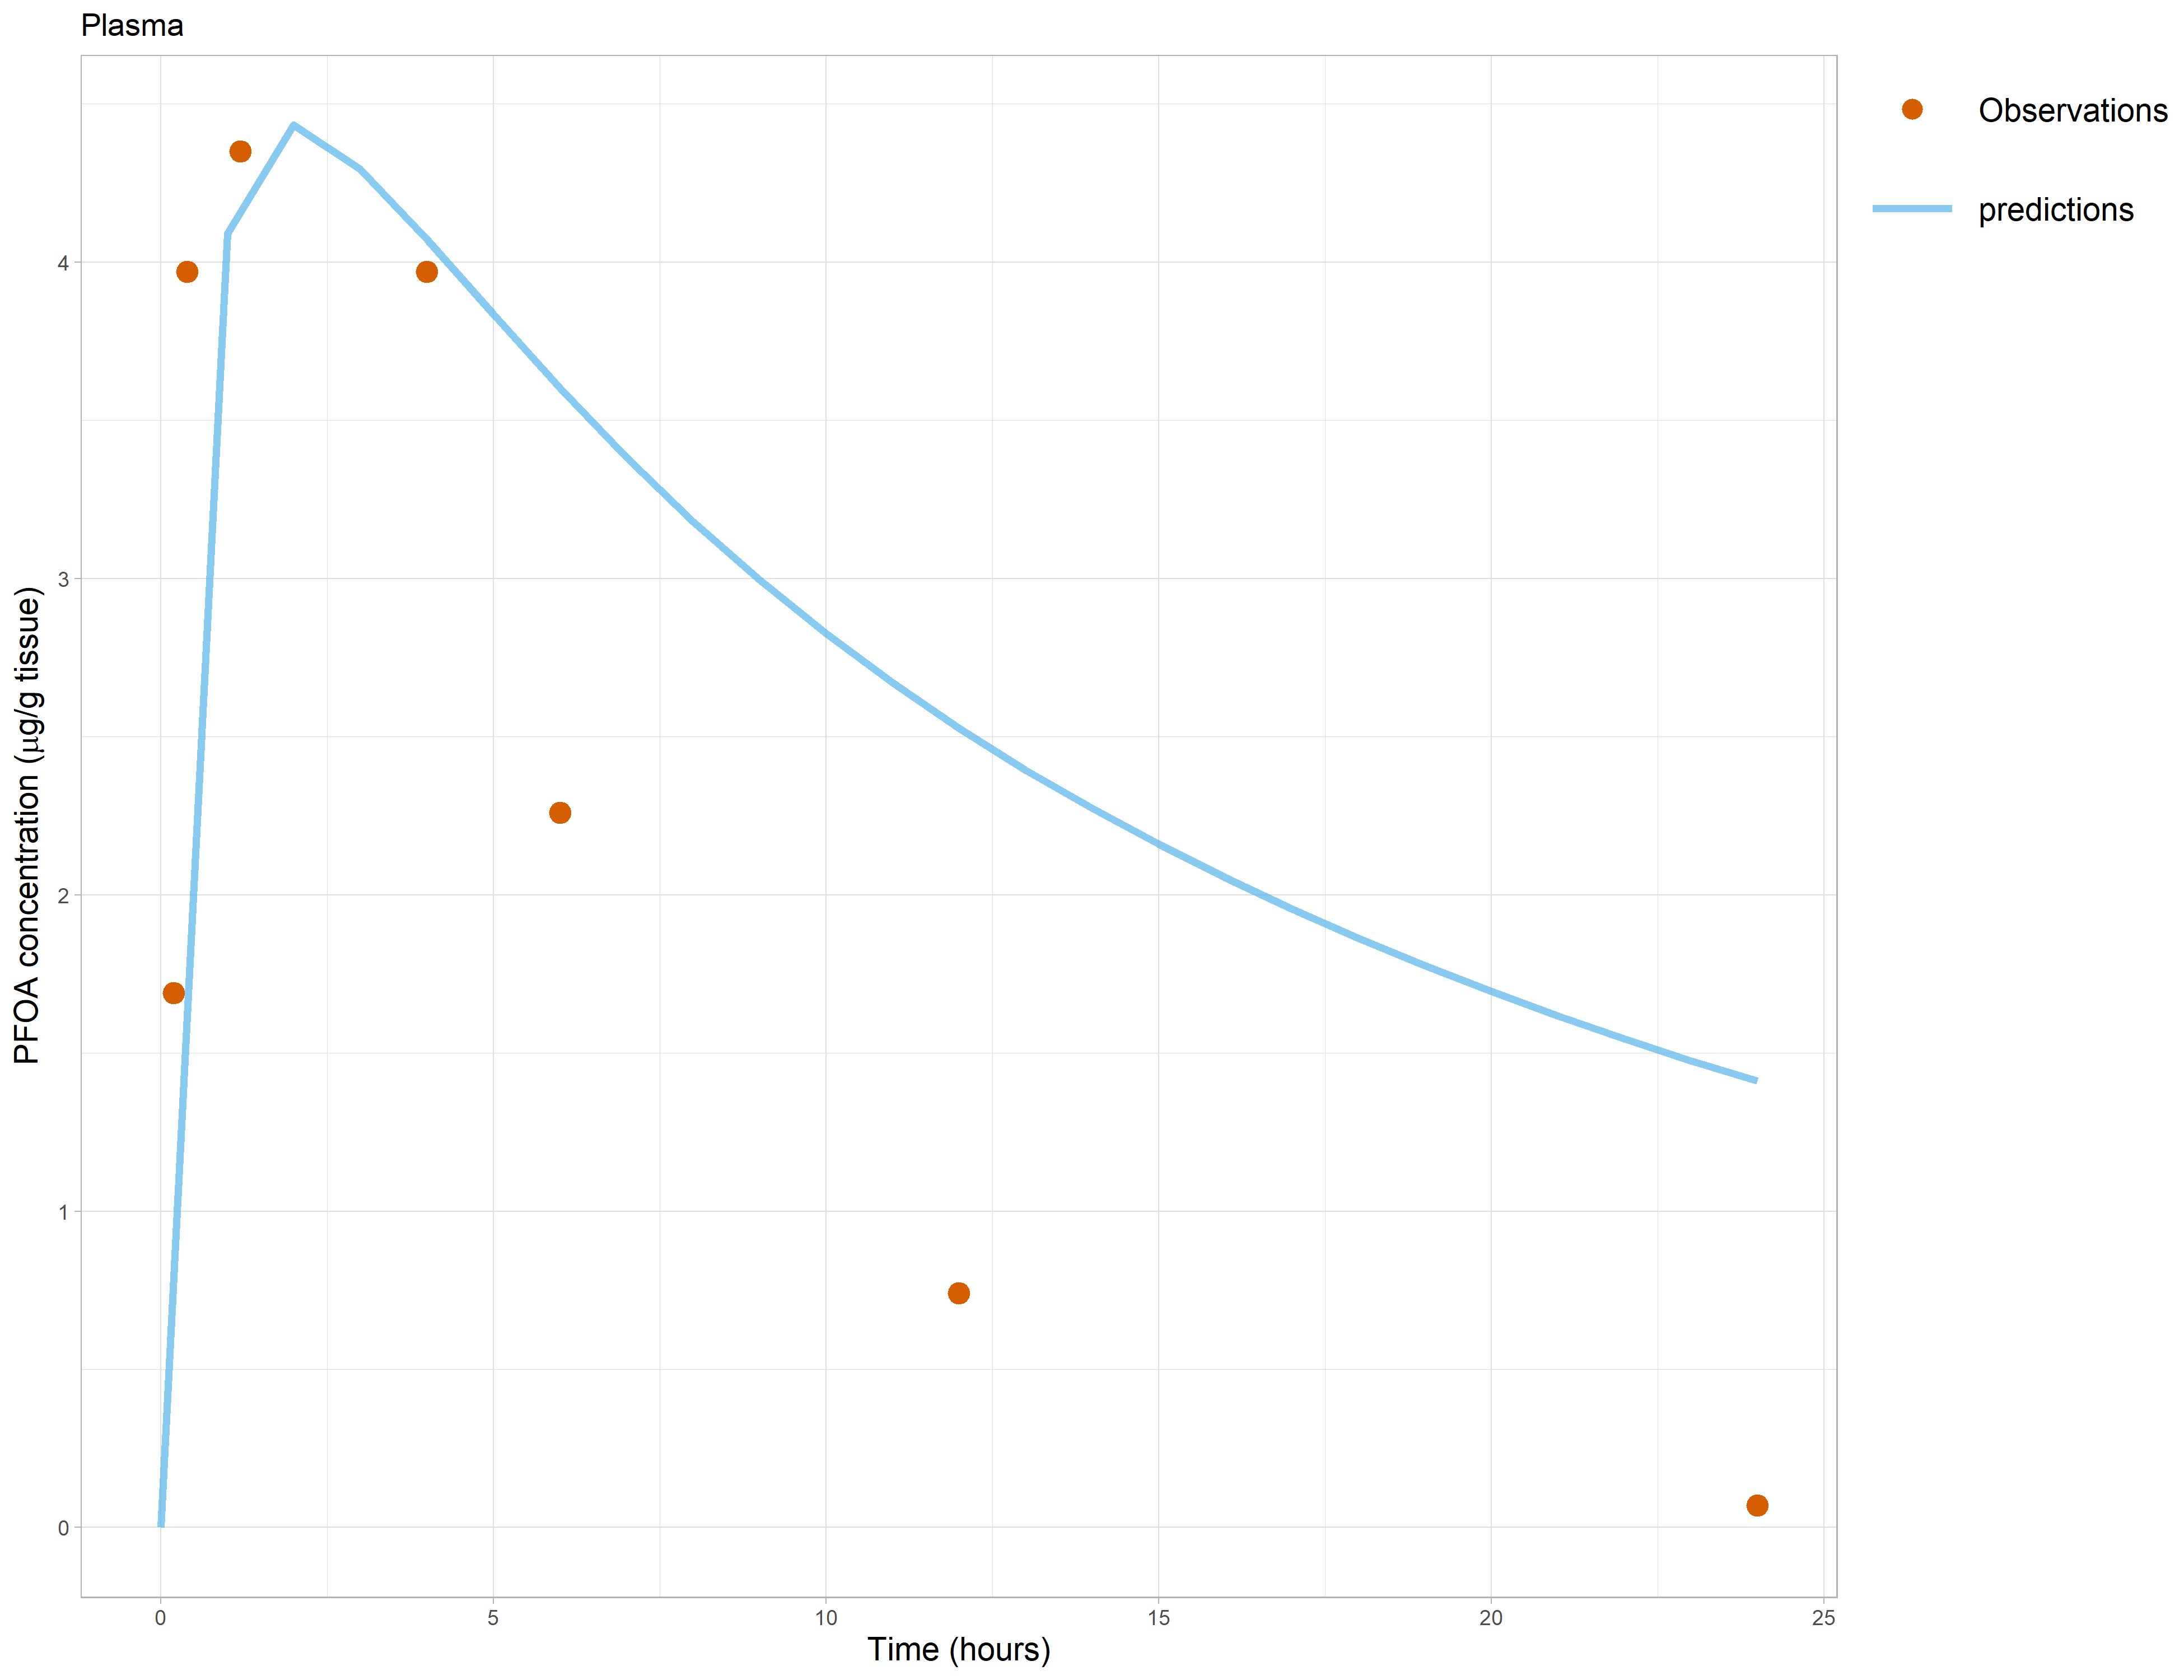 Plasma
Observations
predictions
PFOA concentration (μg/g tissue)
4
3
2
1
0
0 5 10 15 20 25
Time (hours)